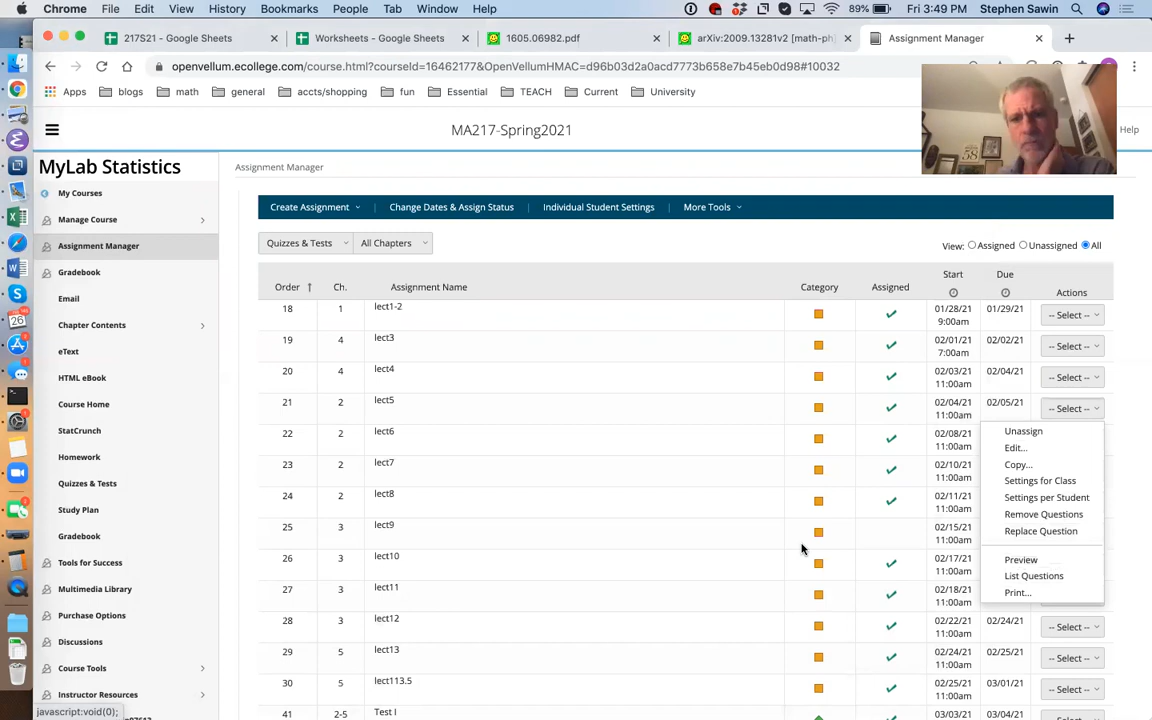 Chrome File Edit View History Bookmarks People Tab Window Help 89% Fri 3:49 PM Stephen Sawin
217S21 - Google Sheets Worksheets - Google Sheets 1605.06982.pdf arXiv:2009.13281v2 [math-ph] Assignment Manager
openvellum.ecollege.com/course.html?courseId=16462177&OpenVellumHMAC=d96b03d2a0acd7773b658e7b45eb0d98#10032
Apps blogs math general accts/shopping fun Essential TEACH Current University
MA217-Spring2021 Help
MyLab Statistics
My Courses
Manage Course
Assignment Manager
Gradebook
Email
Chapter Contents
eText
HTML eBook
Course Home
StatCrunch
Homework
Quizzes & Tests
Study Plan
Gradebook
Tools for Success
Multimedia Library
Purchase Options
Discussions
Course Tools
Instructor Resources
javascript:void(0);
Assignment Manager
Create Assignment Change Dates & Assign Status Individual Student Settings More Tools
Quizzes & Tests All Chapters View: Assigned Unassigned All
Order Ch. Assignment Name Category Assigned Start Due Actions
18 1 lect1-2 01/28/21 9:00am 01/29/21 -- Select --
19 4 lect3 02/01/21 7:00am 02/02/21 -- Select --
20 4 lect4 02/03/21 11:00am 02/04/21 -- Select --
21 2 lect5 02/04/21 11:00am 02/05/21 -- Select --
22 2 lect6 02/08/21 11:00am
23 2 lect7 02/10/21 11:00am
24 2 lect8 02/11/21 11:00am
25 3 lect9 02/15/21 11:00am
26 3 lect10 02/17/21 11:00am
27 3 lect11 02/18/21 11:00am
28 3 lect12 02/22/21 11:00am 02/24/21 -- Select --
29 5 lect13 02/24/21 11:00am 02/25/21 -- Select --
30 5 lect113.5 02/25/21 11:00am 03/01/21 -- Select --
41 2-5 Test I 03/03/21 03/04/21
Unassign
Edit...
Copy...
Settings for Class
Settings per Student
Remove Questions
Replace Question
Preview
List Questions
Print...